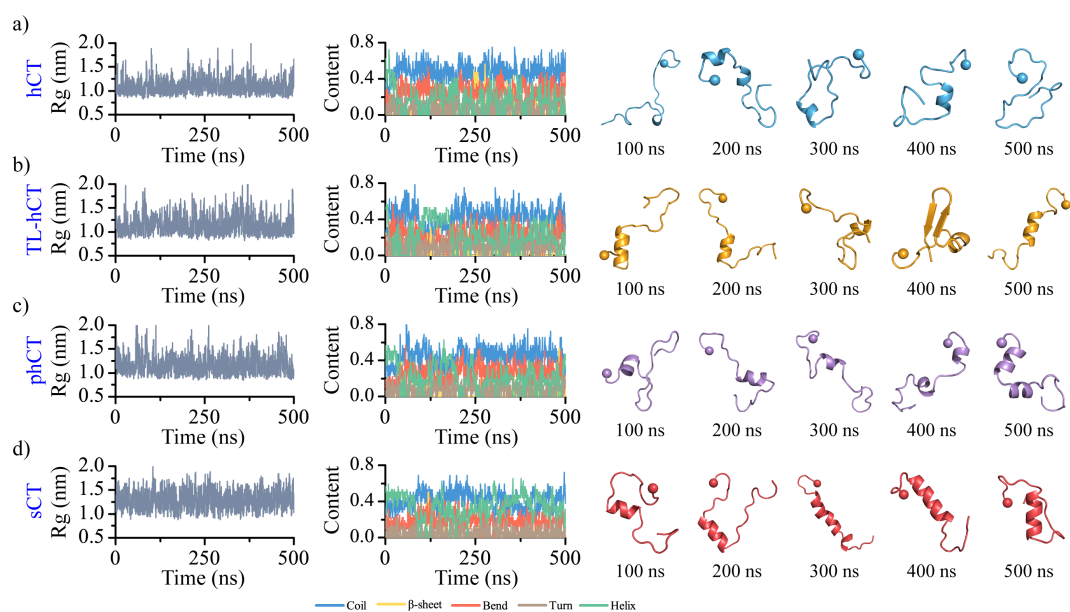 a)
hCT
Rg (nm)
2.0
1.5
1.0
0.5
0
250
500
Time (ns)
Content
0.8
0.4
0.0
0
250
500
Time (ns)
100 ns
200 ns
300 ns
400 ns
500 ns
b)
TL-hCT
Rg (nm)
2.0
1.5
1.0
0.5
0
250
500
Time (ns)
Content
0.8
0.4
0.0
0
250
500
Time (ns)
100 ns
200 ns
300 ns
400 ns
500 ns
c)
phCT
Rg (nm)
2.0
1.5
1.0
0.5
0
250
500
Time (ns)
Content
0.8
0.4
0.0
0
250
500
Time (ns)
100 ns
200 ns
300 ns
400 ns
500 ns
d)
sCT
Rg (nm)
2.0
1.5
1.0
0.5
0
250
500
Time (ns)
Content
0.8
0.4
0.0
0
250
500
Time (ns)
100 ns
200 ns
300 ns
400 ns
500 ns
Coil
β-sheet
Bend
Turn
Helix